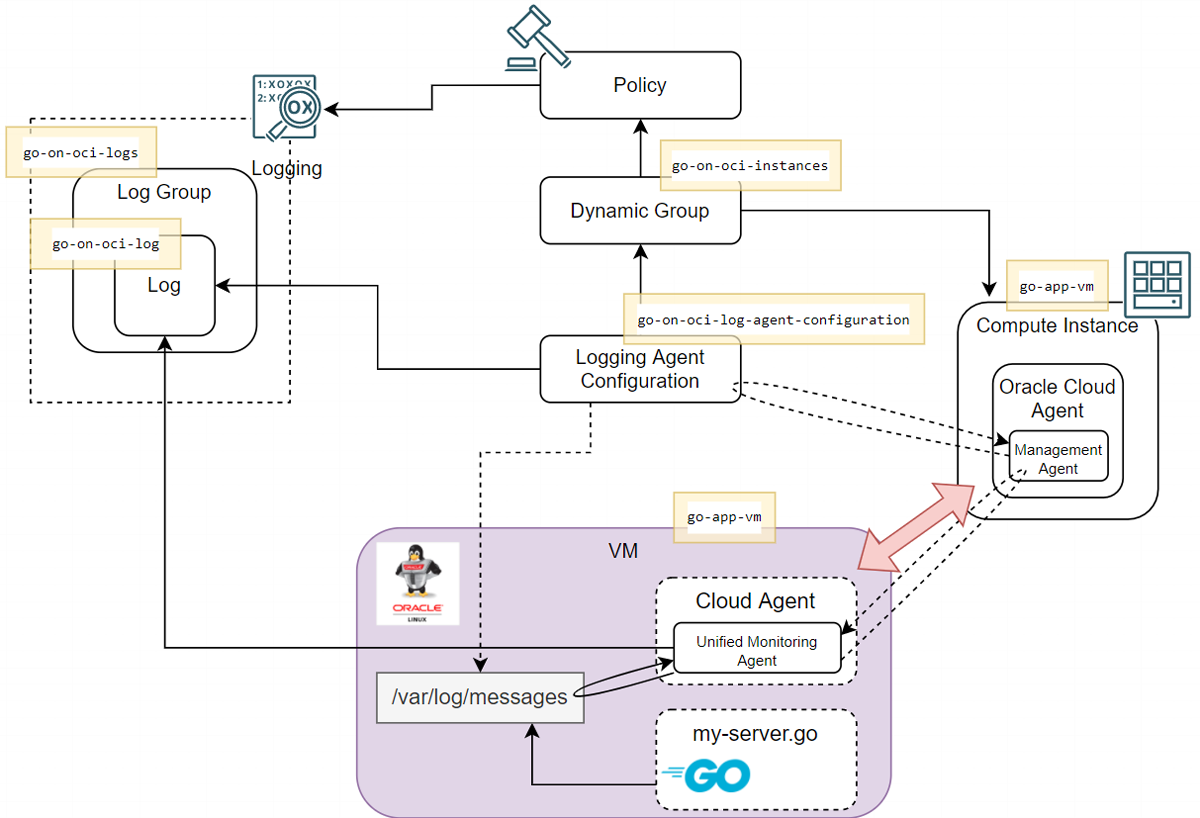 Policy
1:XOXOX
2:X
OX
Logging
go-on-oci-logs
go-on-oci-instances
Log Group
Dynamic Group
go-on-oci-log
Log
go-app-vm
Compute Instance
go-on-oci-log-agent-configuration
Logging Agent
Configuration
Oracle Cloud
Agent
Management
Agent
go-app-vm
VM
ORACLE
ORACLE
LINUX
Cloud Agent
Unified Monitoring
Agent
/var/log/messages
my-server.go
GO